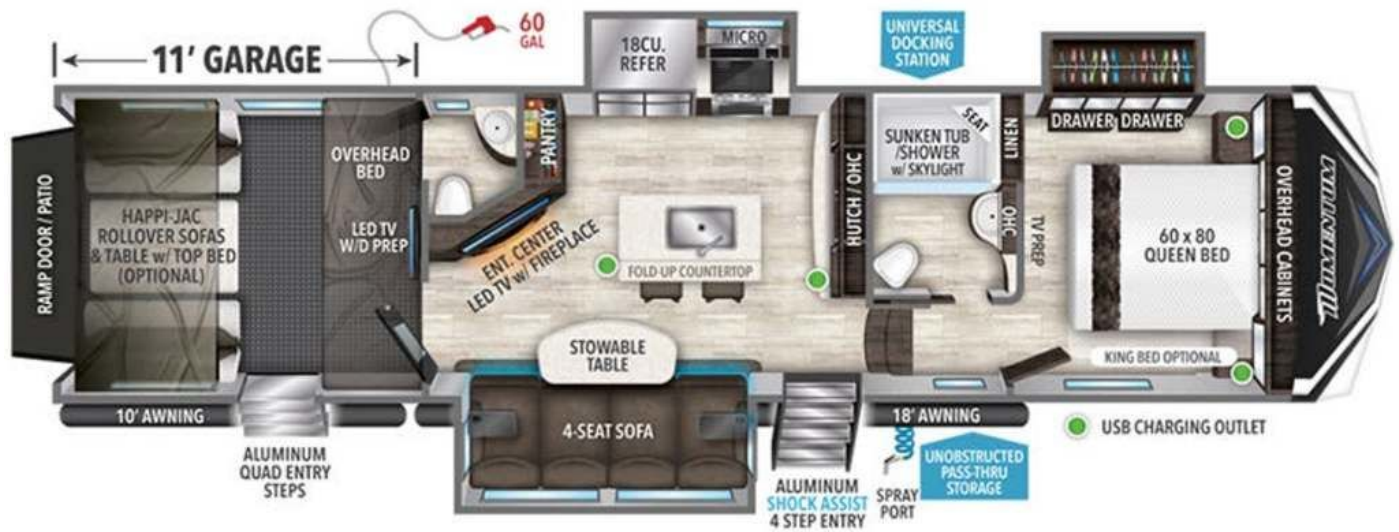 11' GARAGE
60
GAL
18CU.
REFER
MICRO
UNIVERSAL
DOCKING
STATION
RAMP DOOR / PATIO
HAPPI-JAC
ROLLOVER SOFAS
& TABLE w/ TOP BED
(OPTIONAL)
OVERHEAD
BED
LED TV
W/D PREP
PANTRY
ENT. CENTER
LED TV w/ FIREPLACE
FOLD-UP COUNTERTOP
HUTCH / OHC
SUNKEN TUB
/SHOWER
w/ SKYLIGHT
SEAT
LINEN
OHC
TV PREP
DRAWER
DRAWER
60 x 80
QUEEN BED
KING BED OPTIONAL
OVERHEAD CABINETS
MOMENTUM
STOWABLE
TABLE
4-SEAT SOFA
10' AWNING
ALUMINUM
QUAD ENTRY
STEPS
ALUMINUM
SHOCK ASSIST
4 STEP ENTRY
18' AWNING
SPRAY
PORT
UNOBSTRUCTED
PASS-THRU
STORAGE
USB CHARGING OUTLET